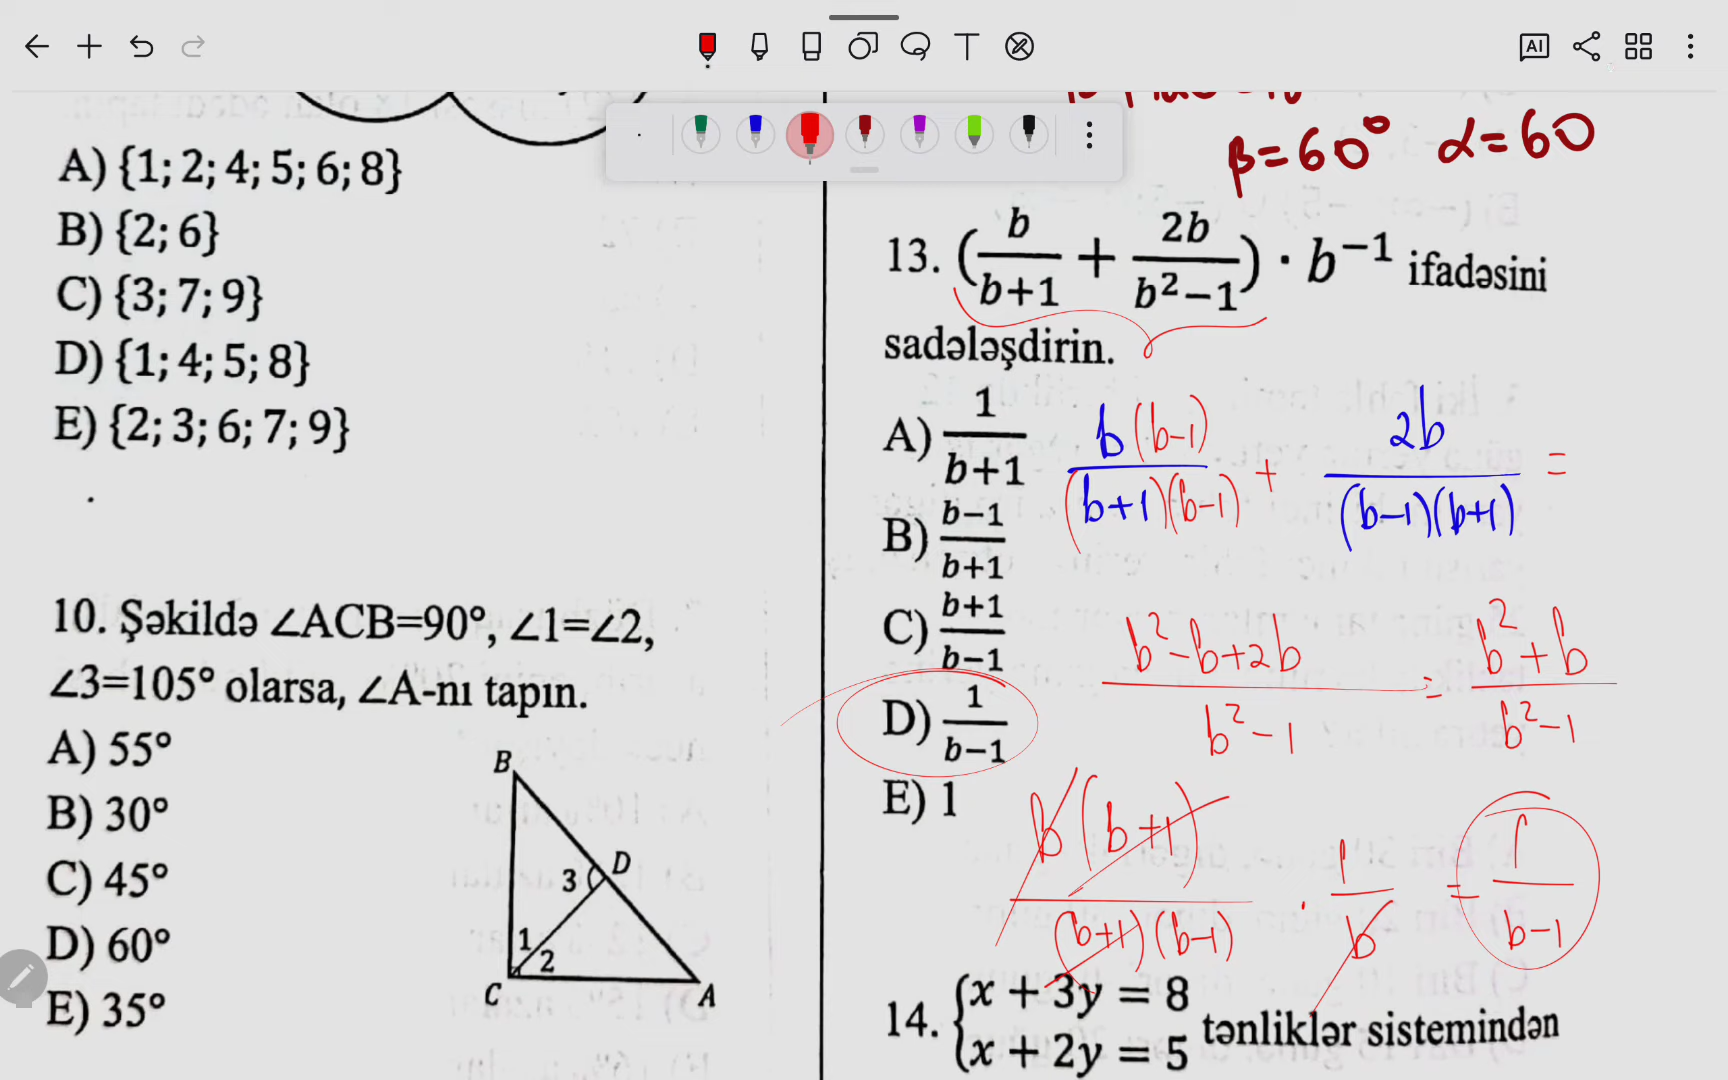 AI
A) {1; 2; 4; 5; 6; 8}
B) {2; 6}
C) {3; 7; 9}
D) {1; 4; 5; 8}
E) {2; 3; 6; 7; 9}
10. Şəkildə ∠ACB=90°, ∠1=∠2,
∠3=105° olarsa, ∠A-nı tapın.
A) 55°
B) 30°
C) 45°
D) 60°
E) 35°
B
D
3
1
2
C
A
β=60° α=60
13. (b/(b+1) + 2b/(b²−1)) · b⁻¹ ifadəsini
sadələşdirin.
A) 1/(b+1)
B) (b−1)/(b+1)
C) (b+1)/(b−1)
D) 1/(b−1)
E) 1
b(b-1)/((b+1)(b-1)) + 2b/((b-1)(b+1)) =
(b²-b+2b)/(b²-1) = (b²+b)/(b²-1)
b(b+1)/((b+1)(b-1)) · 1/b = 1/(b-1)
14. {x + 3y = 8
x + 2y = 5 tənliklər sistemindən